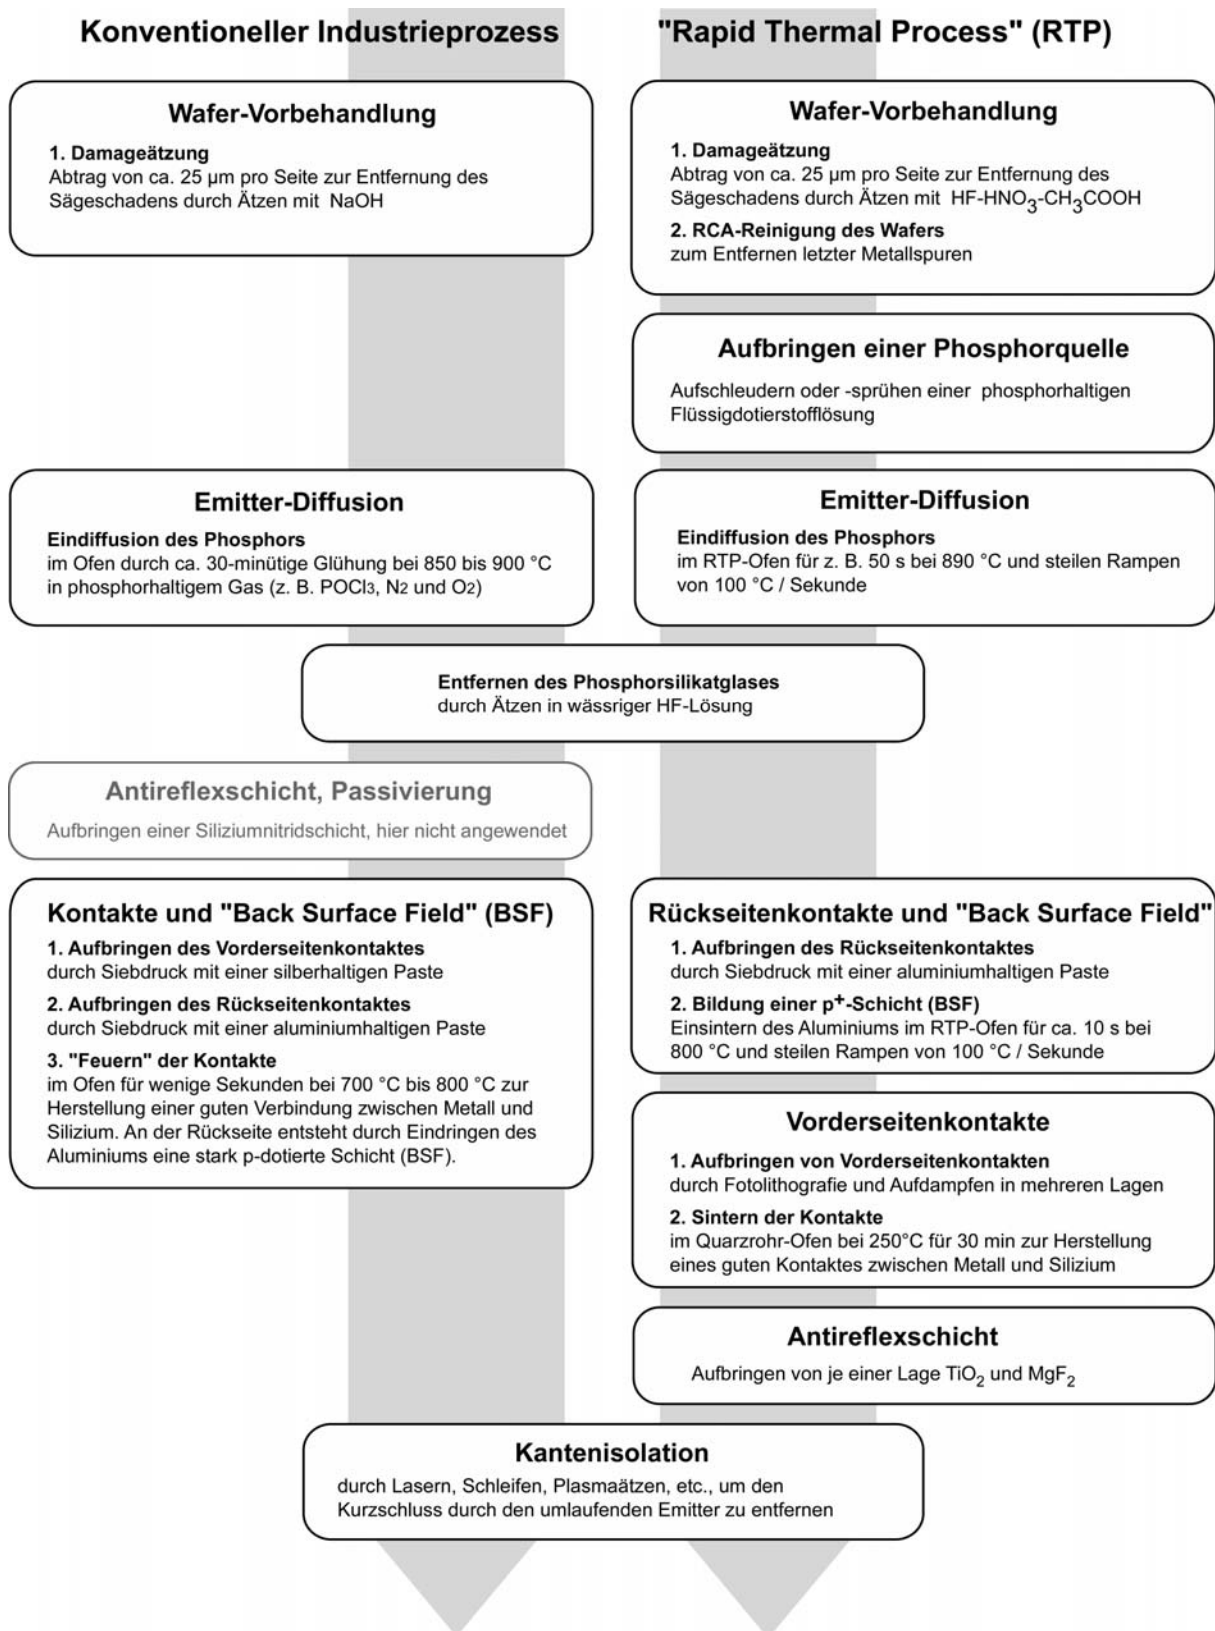 Konventioneller Industrieprozess
"Rapid Thermal Process" (RTP)
Wafer-Vorbehandlung
1. Damageätzung
Abtrag von ca. 25 µm pro Seite zur Entfernung des
Sägeschadens durch Ätzen mit NaOH
Wafer-Vorbehandlung
1. Damageätzung
Abtrag von ca. 25 µm pro Seite zur Entfernung des
Sägeschadens durch Ätzen mit HF-HNO3-CH3COOH
2. RCA-Reinigung des Wafers
zum Entfernen letzter Metallspuren
Aufbringen einer Phosphorquelle
Aufschleudern oder -sprühen einer phosphorhaltigen
Flüssigdotierstofflösung
Emitter-Diffusion
Eindiffusion des Phosphors
im Ofen durch ca. 30-minütige Glühung bei 850 bis 900 °C
in phosphorhaltigem Gas (z. B. POCl3, N2 und O2)
Emitter-Diffusion
Eindiffusion des Phosphors
im RTP-Ofen für z. B. 50 s bei 890 °C und steilen Rampen
von 100 °C / Sekunde
Entfernen des Phosphorsilikatglases
durch Ätzen in wässriger HF-Lösung
Antireflexschicht, Passivierung
Aufbringen einer Siliziumnitridschicht, hier nicht angewendet
Kontakte und "Back Surface Field" (BSF)
1. Aufbringen des Vorderseitenkontaktes
durch Siebdruck mit einer silberhaltigen Paste
2. Aufbringen des Rückseitenkontaktes
durch Siebdruck mit einer aluminiumhaltigen Paste
3. "Feuern" der Kontakte
im Ofen für wenige Sekunden bei 700 °C bis 800 °C zur
Herstellung einer guten Verbindung zwischen Metall und
Silizium. An der Rückseite entsteht durch Eindringen des
Aluminiums eine stark p-dotierte Schicht (BSF).
Rückseitenkontakte und "Back Surface Field"
1. Aufbringen des Rückseitenkontaktes
durch Siebdruck mit einer aluminiumhaltigen Paste
2. Bildung einer p+-Schicht (BSF)
Einsintern des Aluminiums im RTP-Ofen für ca. 10 s bei
800 °C und steilen Rampen von 100 °C / Sekunde
Vorderseitenkontakte
1. Aufbringen von Vorderseitenkontakten
durch Fotolithografie und Aufdampfen in mehreren Lagen
2. Sintern der Kontakte
im Quarzrohr-Ofen bei 250°C für 30 min zur Herstellung
eines guten Kontaktes zwischen Metall und Silizium
Antireflexschicht
Aufbringen von je einer Lage TiO2 und MgF2
Kantenisolation
durch Lasern, Schleifen, Plasmaätzen, etc., um den
Kurzschluss durch den umlaufenden Emitter zu entfernen